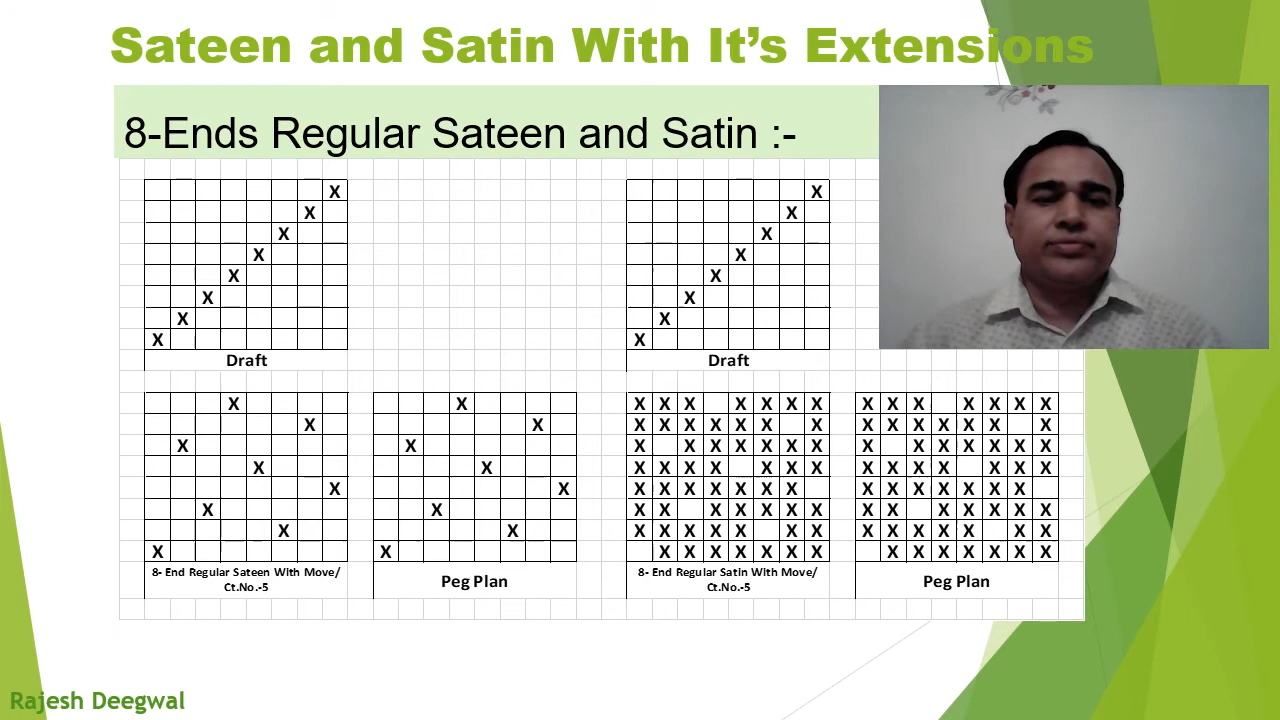 Sateen and Satin With It's Extensions
8-Ends Regular Sateen and Satin :-
X
X
X
X
X
X
X
X
Draft
X
X
X
X
X
X
X
X
Draft
X
X
X
X
X
X
X
X
8- End Regular Sateen With Move/
Ct.No.-5
X
X
X
X
X
X
X
X
Peg Plan
X X X X X X X
X X X X X X X
X X X X X X X
X X X X X X X
X X X X X X X
X X X X X X X
X X X X X X X
X X X X X X X
8- End Regular Satin With Move/
Ct.No.-5
X X X X X X X
X X X X X X X
X X X X X X X
X X X X X X X
X X X X X X X
X X X X X X X
X X X X X X X
X X X X X X X
Peg Plan
Rajesh Deegwal